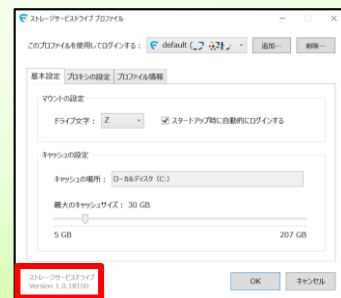 ストレージサービスドライブ プロファイル
このプロファイルを使用してログインする： default ( 追加… 削除…
基本設定 プロキシの設定 プロファイル情報
マウントの設定
ドライブ文字： Z スタートアップ時に自動的にログインする
キャッシュの設定
キャッシュの場所： ローカルディスク (C:)
最大のキャッシュサイズ： 30 GB
5 GB 207 GB
ストレージサービスドライブ
Version 1.0.18100
OK キャンセル